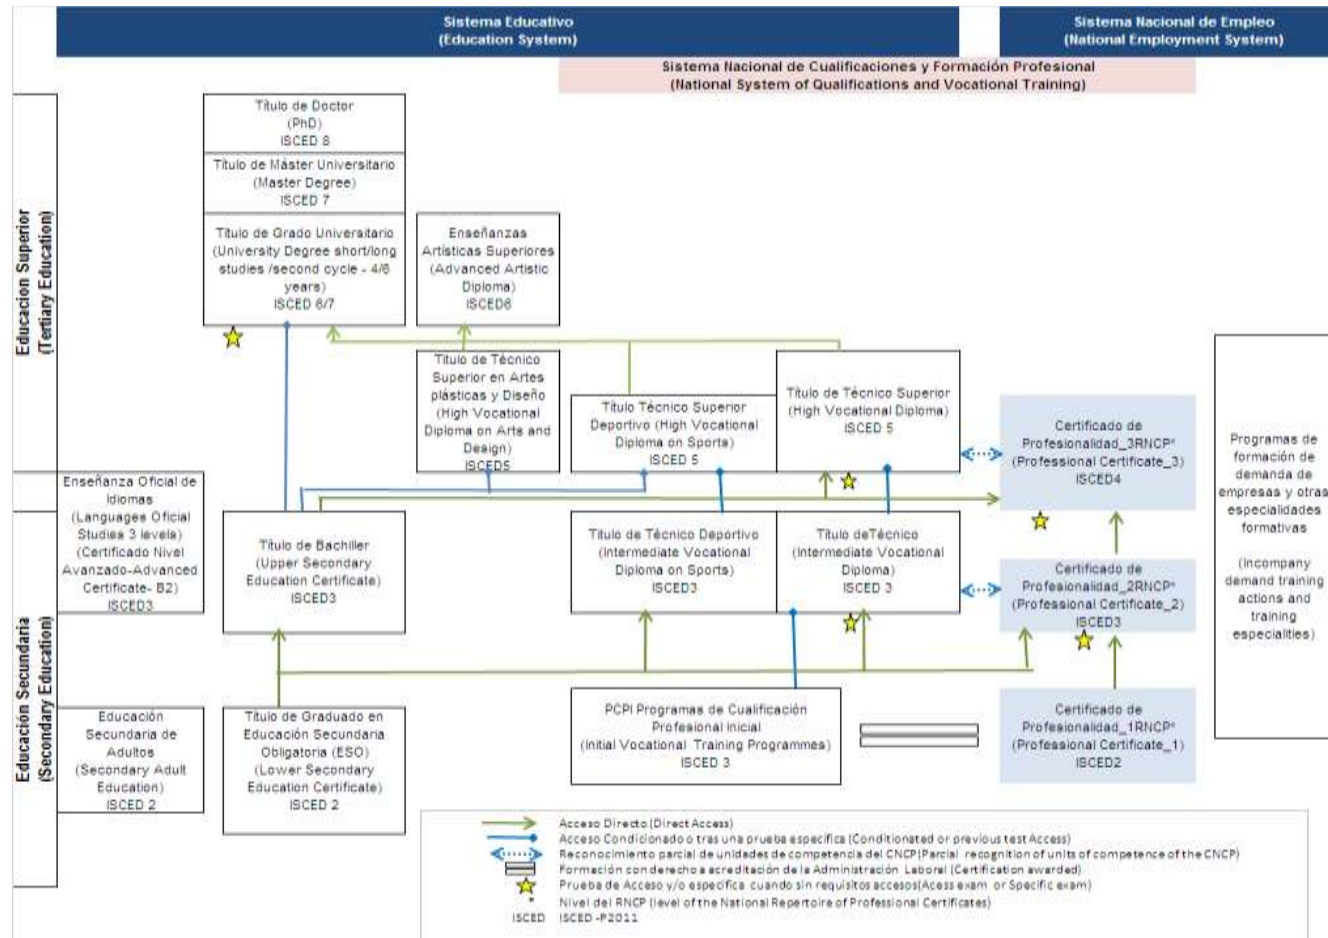 Sistema Educativo
(Education System)
Sistema Nacional de Empleo
(National Employment System)
Sistema Nacional de Cualificaciones y Formación Profesional
(National System of Qualifications and Vocational Training)
Educacion Superior
(Tertiary Education)
Título de Doctor
(PhD)
ISCED 8
Título de Máster Universitario
(Master Degree)
ISCED 7
Título de Grado Universitario
(University Degree short/long
studies /second cycle - 4/6
years)
ISCED 6/7
Enseñanzas
Artísticas Superiores
(Advanced Artistic
Diploma)
ISCED6
Título de Técnico
Superior en Artes
plásticas y Diseño
(High Vocational
Diploma on Arts and
Design)
ISCED5
Título Técnico Superior
Deportivo (High Vocational
Diploma on Sports)
ISCED 5
Título de Técnico Superior
(High Vocational Diploma)
ISCED 5
Certificado de
Profesionalidad_3RNCP*
(Professional Certificate_3)
ISCED4
Programas de
formación de
demanda de
empresas y otras
especialidades
formativas
(Incompany
demand training
actions and
training
especialities)
Educación Secundaria
(Secondary Education)
Enseñanza Oficial de
Idiomas
(Languages Oficial
Studies 3 levels)
(Certificado Nivel
Avanzado-Advanced
Certificate- B2)
ISCED3
Título de Bachiller
(Upper Secondary
Education Certificate)
ISCED3
Título de Técnico Deportivo
(Intermediate Vocational
Diploma on Sports)
ISCED3
Título deTécnico
(Intermediate Vocational
Diploma)
ISCED 3
Certificado de
Profesionalidad_2RNCP*
(Professional Certificate_2)
ISCED3
Educación
Secundaria de
Adultos
(Secondary Adult
Education)
ISCED 2
Título de Graduado en
Educación Secundaria
Obligatoria (ESO)
(Lower Secondary
Education Certificate)
ISCED 2
PCPI Programas de Cualificación
Profesional Inicial
(Initial Vocational Training Programmes)
ISCED 3
Certificado de
Profesionalidad_1RNCP*
(Professional Certificate_1)
ISCED2
Acceso Directo (Direct Access)
Acceso Condicionado o tras una prueba específica (Conditionated or previous test Access)
Reconocimiento parcial de unidades de competencia del CNCP(Parcial recognition of units of competence of the CNCP)
Formación con derecho a acreditación de la Administración Laboral (Certification awarded)
Prueba de Acceso y/o especifica cuando sin requisitos accesos(Acess exam or Specific exam)
* Nivel del RNCP (level of the National Repertoire of Professional Certificates)
ISCED ISCED -P2011